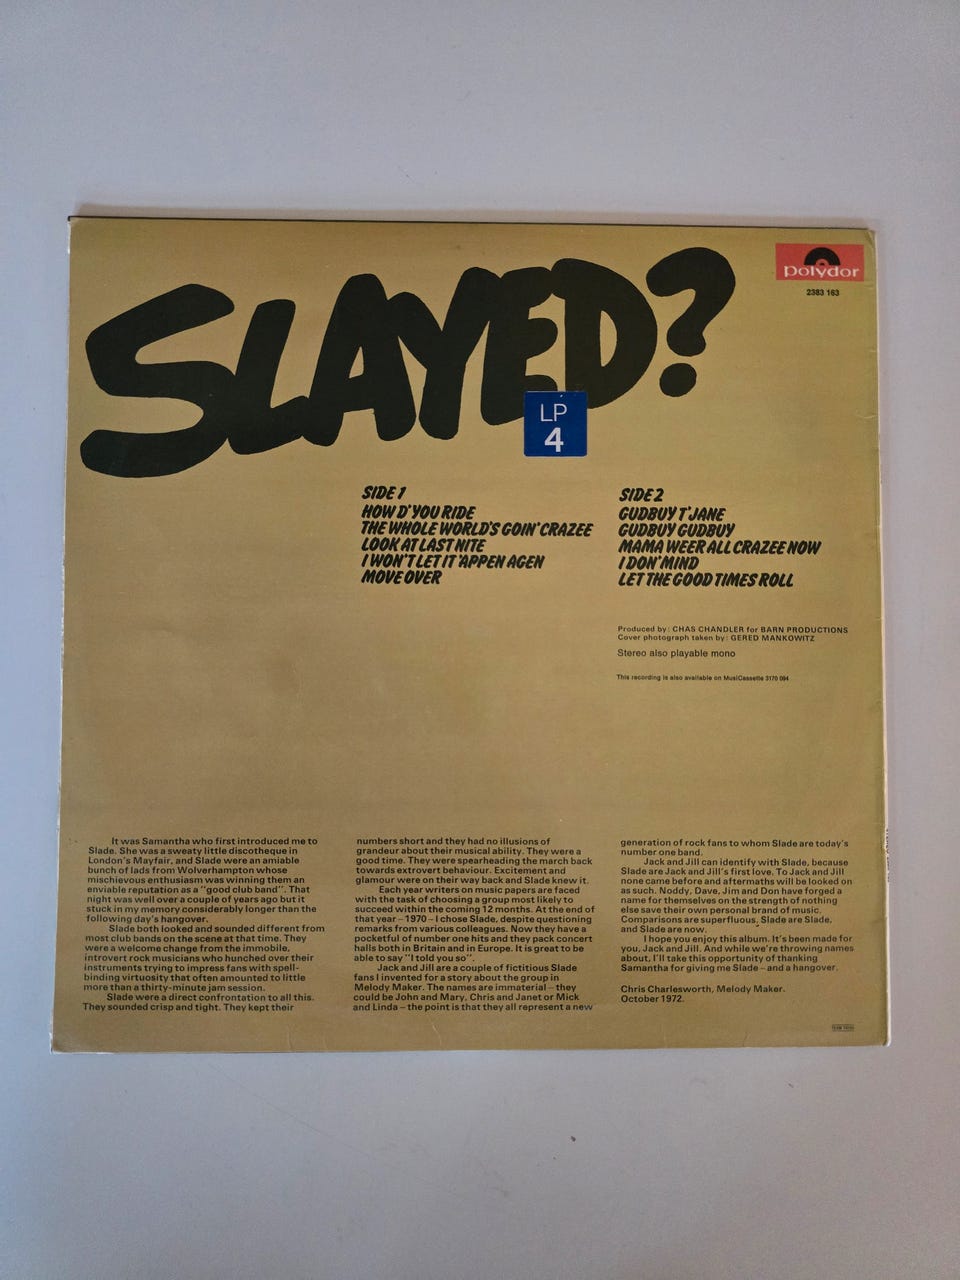 SLAYED?
polydor
2383 163
LP
4
SIDE 1
HOW D'YOU RIDE
THE WHOLE WORLD'S GOIN' CRAZEE
LOOK AT LAST NITE
I WON'T LET IT 'APPEN AGEN
MOVE OVER
SIDE 2
GUDBUY T'JANE
GUDBUY GUDBUY
MAMA WEER ALL CRAZEE NOW
I DON' MIND
LET THE GOOD TIMES ROLL
Produced by: CHAS CHANDLER for BARN PRODUCTIONS
Cover photograph taken by: GERED MANKOWITZ
Stereo also playable mono
This recording is also available on MusiCassette 3170 094
It was Samantha who first introduced me to
Slade. She was a sweaty little discotheque in
London's Mayfair, and Slade were an amiable
bunch of lads from Wolverhampton whose
mischievous enthusiasm was winning them an
enviable reputation as a "good club band". That
night was well over a couple of years ago but it
stuck in my memory considerably longer than the
following day's hangover.
Slade both looked and sounded different from
most club bands on the scene at that time. They
were a welcome change from the immobile,
introvert rock musicians who hunched over their
instruments trying to impress fans with spell-
binding virtuosity that often amounted to little
more than a thirty-minute jam session.
Slade were a direct confrontation to all this.
They sounded crisp and tight. They kept their
numbers short and they had no illusions of
grandeur about their musical ability. They were a
good time. They were spearheading the march back
towards extrovert behaviour. Excitement and
glamour were on their way back and Slade knew it.
Each year writers on music papers are faced
with the task of choosing a group most likely to
succeed within the coming 12 months. At the end of
that year – 1970 – I chose Slade, despite questioning
remarks from various colleagues. Now they have a
pocketful of number one hits and they pack concert
halls both in Britain and in Europe. It is great to be
able to say "I told you so".
Jack and Jill are a couple of fictitious Slade
fans I invented for a story about the group in
Melody Maker. The names are immaterial – they
could be John and Mary, Chris and Janet or Mick
and Linda – the point is that they all represent a new
generation of rock fans to whom Slade are today's
number one band.
Jack and Jill can identify with Slade, because
Slade are Jack and Jill's first love. To Jack and Jill
none came before and aftermaths will be looked on
as such. Noddy, Dave, Jim and Don have forged a
name for themselves on the strength of nothing
else save their own personal brand of music.
Comparisons are superfluous, Slade are Slade,
and Slade are now.
I hope you enjoy this album. It's been made for
you, Jack and Jill. And while we're throwing names
about, I'll take this opportunity of thanking
Samantha for giving me Slade – and a hangover.
Chris Charlesworth, Melody Maker.
October 1972.